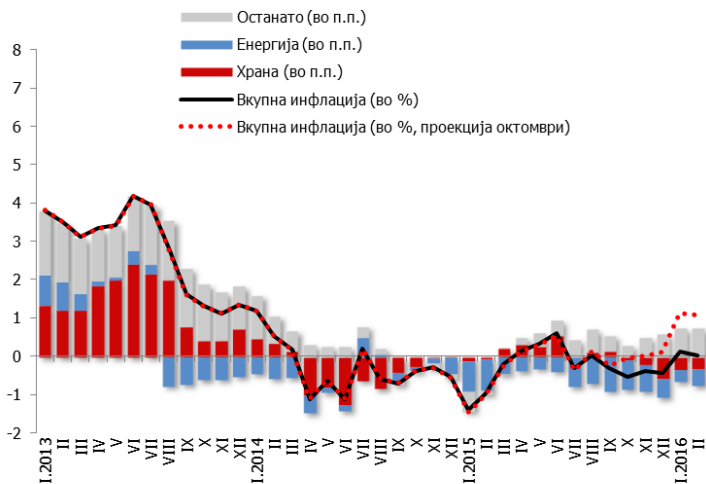 Останато (во п.п.)
Енергија (во п.п.)
Храна (во п.п.)
Вкупна инфлација (во %)
Вкупна инфлација (во %, проекција октомври)
8
7
6
5
4
3
2
1
0
-1
-2
I.2013
II
III
IV
V
VI
VII
VIII
IX
X
XI
XII
I.2014
II
III
IV
V
VI
VII
VIII
IX
X
XI
XII
I.2015
II
III
IV
V
VI
VII
VIII
IX
X
XI
XII
I.2016
II